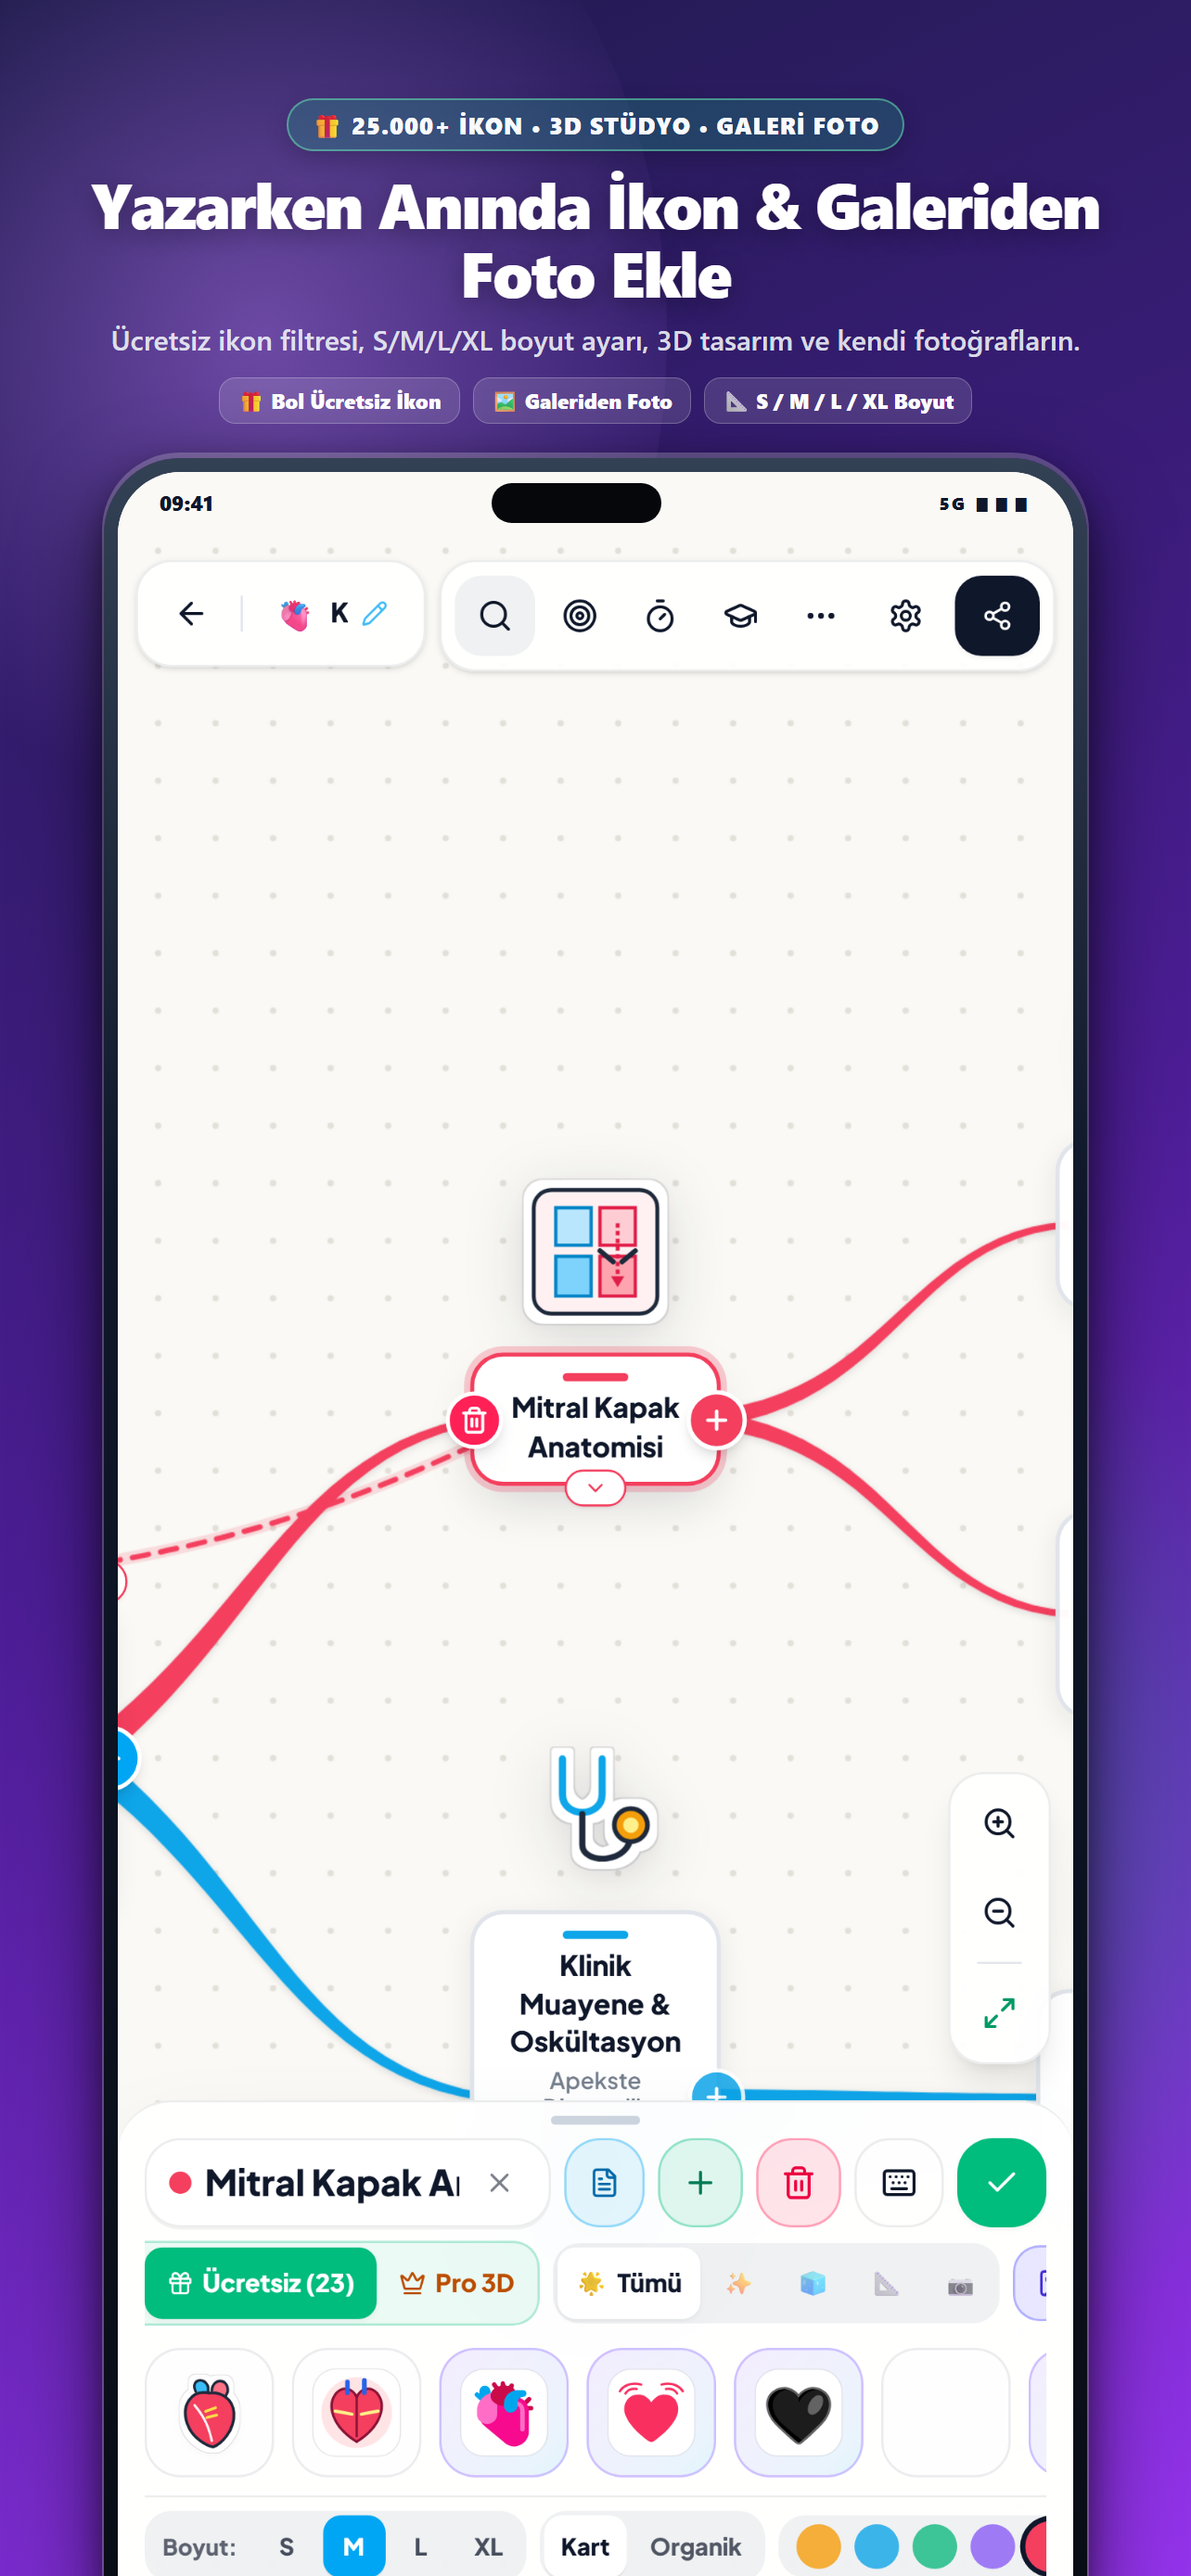 25.000+ İKON • 3D STÜDYO • GALERİ FOTO
Yazarken Anında İkon & Galeriden
Foto Ekle
Ücretsiz ikon filtresi, S/M/L/XL boyut ayarı, 3D tasarım ve kendi fotoğrafların.
Bol Ücretsiz İkon
Galeriden Foto
S / M / L / XL Boyut
09:41
5G
K
Mitral Kapak
Anatomisi
Klinik
Muayene &
Oskültasyon
Apekste
Mitral Kapak A
Ücretsiz (23)
Pro 3D
Tümü
Boyut:
S
M
L
XL
Kart
Organik